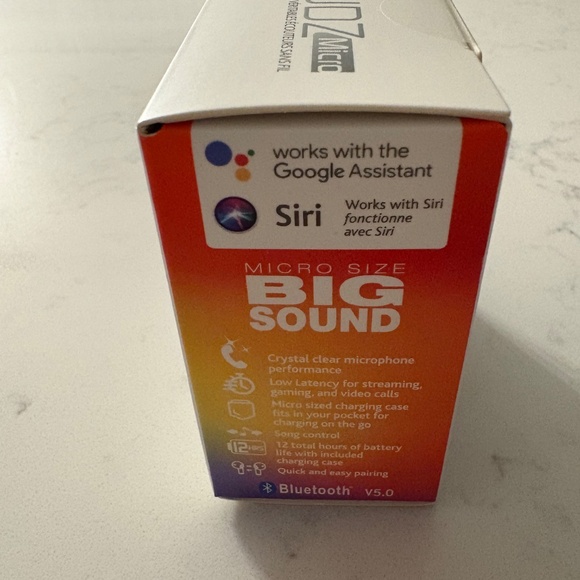 Micro
works with the
Google Assistant
Siri
Works with Siri
fonctionne
avec Siri
MICRO SIZE
BIG
SOUND
Crystal clear microphone
performance
Low Latency for streaming,
gaming, and video calls
Micro sized charging case
fits in your pocket for
charging on the go
Song control
12 HRS
12 total hours of battery
life with included
charging case
Quick and easy pairing
Bluetooth V5.0